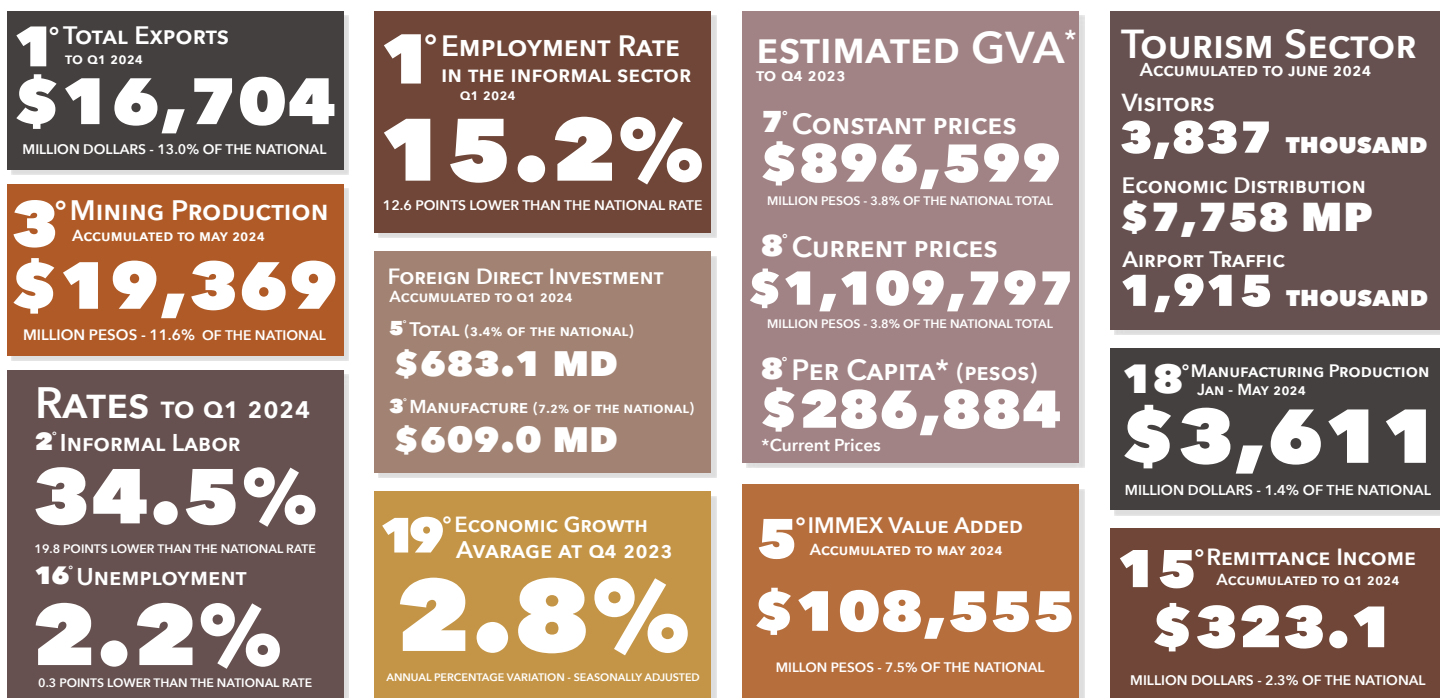 1° Total Exports
to Q1 2024
$16,704
MILLION DOLLARS - 13.0% OF THE NATIONAL
3° Mining Production
Accumulated to May 2024
$19,369
MILLION PESOS - 11.6% OF THE NATIONAL
Rates to Q1 2024
2° Informal Labor
34.5%
19.8 POINTS LOWER THAN THE NATIONAL RATE
16° Unemployment
2.2%
0.3 POINTS LOWER THAN THE NATIONAL RATE
1° Employment Rate
in the informal sector
Q1 2024
15.2%
12.6 POINTS LOWER THAN THE NATIONAL RATE
Foreign Direct Investment
Accumulated to Q1 2024
5° Total (3.4% of the national)
$683.1 MD
3° Manufacture (7.2% of the national)
$609.0 MD
19° Economic Growth
Avarage at Q4 2023
2.8%
ANNUAL PERCENTAGE VARIATION - SEASONALLY ADJUSTED
estimated GVA*
to Q4 2023
7° Constant prices
$896,599
MILLION PESOS - 3.8% OF THE NATIONAL TOTAL
8° Current prices
$1,109,797
MILLION PESOS - 3.8% OF THE NATIONAL TOTAL
8° Per Capita* (pesos)
$286,884
*Current Prices
5° IMMEX Value Added
Accumulated to May 2024
$108,555
MILLON PESOS - 7.5% OF THE NATIONAL
Tourism Sector
Accumulated to June 2024
Visitors
3,837 thousand
Economic Distribution
$7,758 MP
Airport Traffic
1,915 thousand
18° Manufacturing Production
Jan - May 2024
$3,611
MILLION DOLLARS - 1.4% OF THE NATIONAL
15° Remittance Income
Accumulated to Q1 2024
$323.1
MILLION DOLLARS - 2.3% OF THE NATIONAL